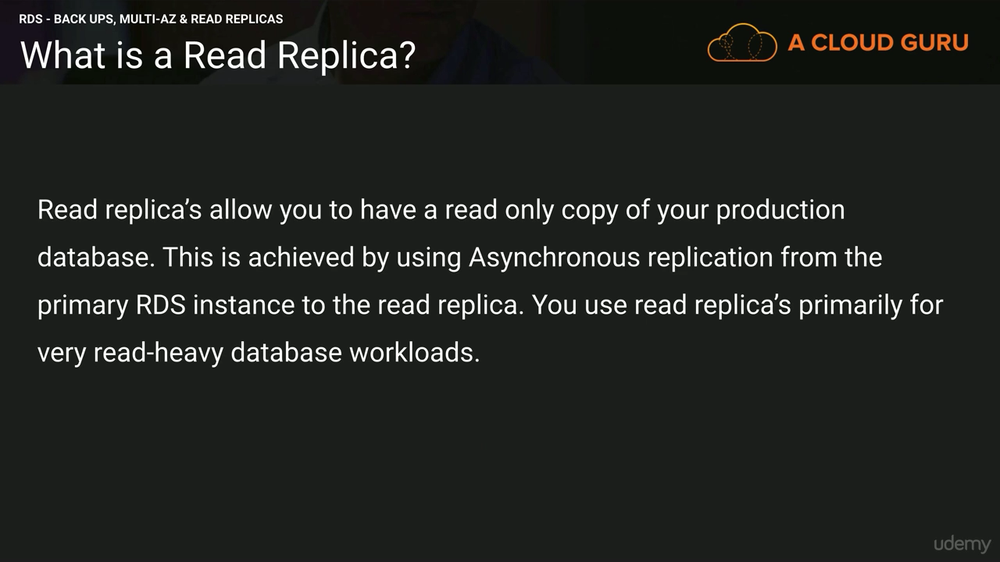 RDS - BACK UPS, MULTI-AZ & READ REPLICAS
What is a Read Replica?
A CLOUD GURU
Read replica’s allow you to have a read only copy of your production
database. This is achieved by using Asynchronous replication from the
primary RDS instance to the read replica. You use read replica’s primarily for
very read-heavy database workloads.
udemy